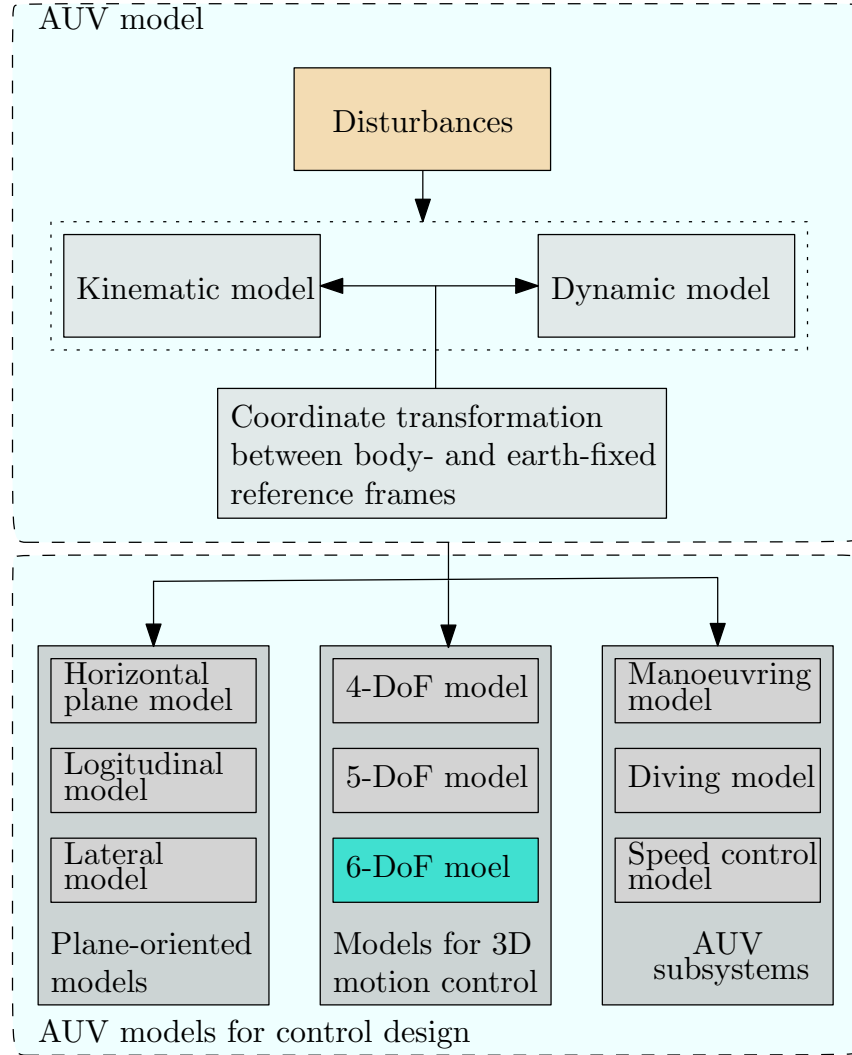 AUV model
Disturbances
Kinematic model
Dynamic model
Coordinate transformation
between body- and earth-fixed
reference frames
Horizontal
plane model
Logitudinal
model
Lateral
model
Plane-oriented
models
4-DoF model
5-DoF model
6-DoF moel
Models for 3D
motion control
Manoeuvring
model
Diving model
Speed control
model
AUV
subsystems
AUV models for control design